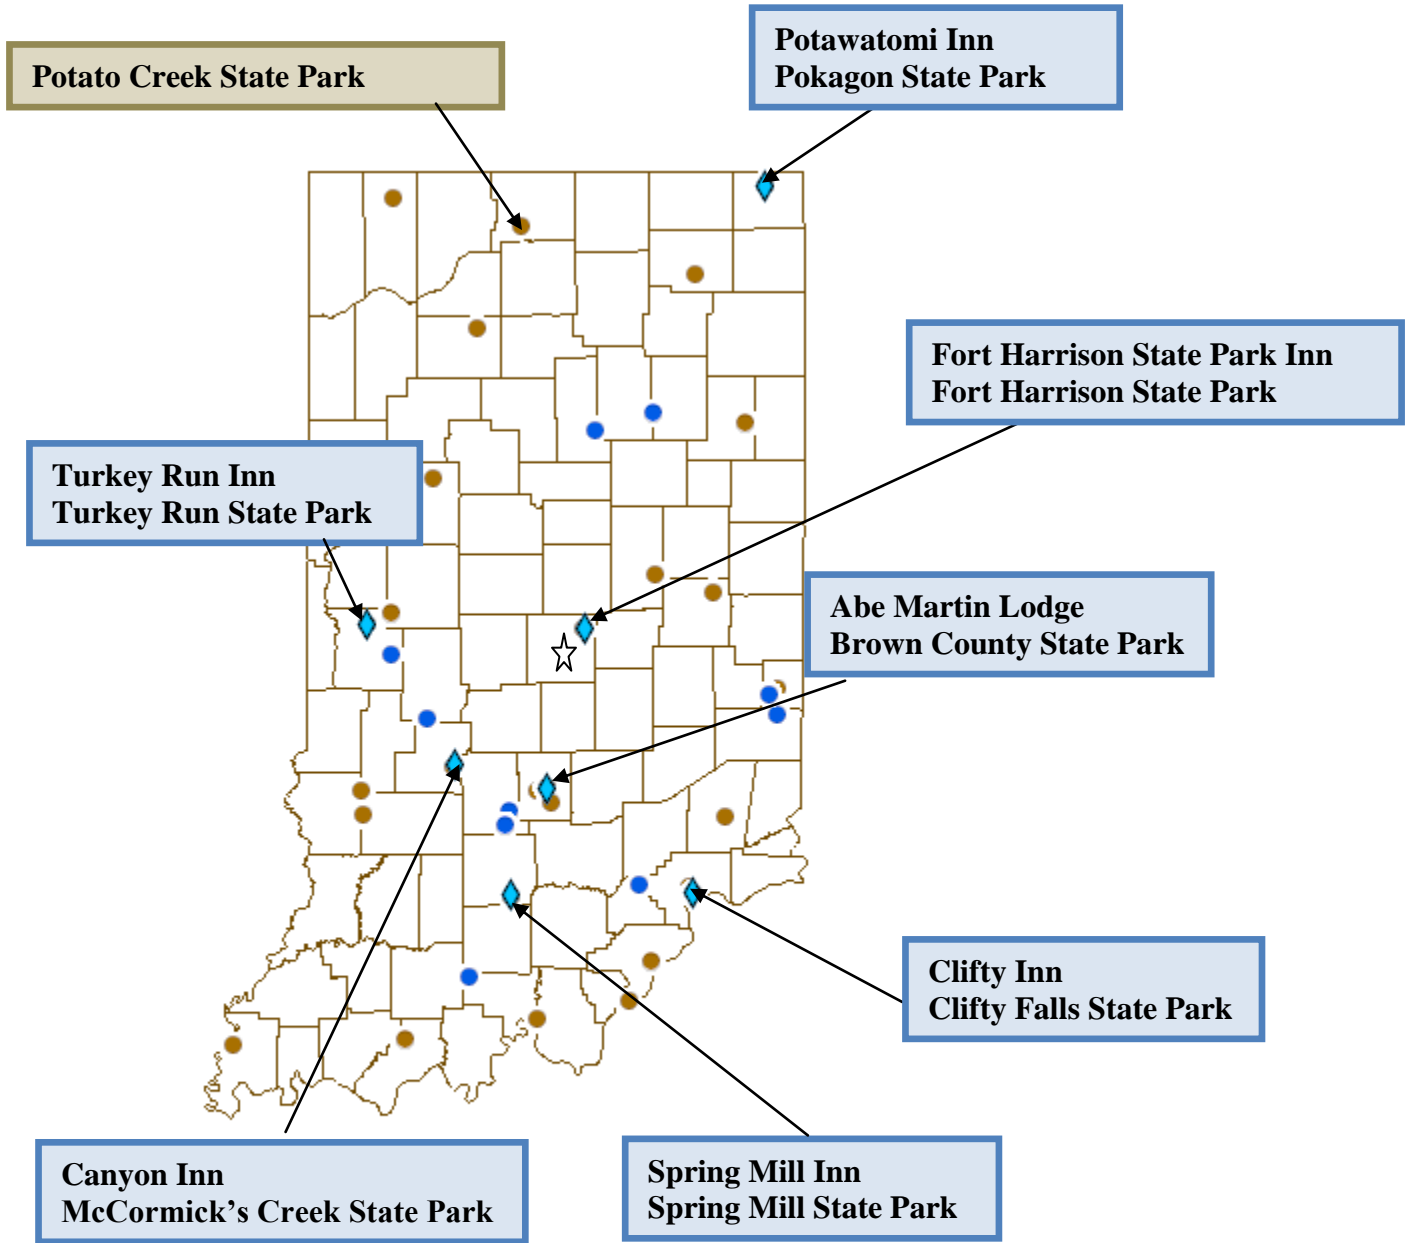 Potawatomi Inn
Pokagon State Park
Potato Creek State Park
Fort Harrison State Park Inn
Fort Harrison State Park
Turkey Run Inn
Turkey Run State Park
Abe Martin Lodge
Brown County State Park
Clifty Inn
Clifty Falls State Park
Canyon Inn
McCormick’s Creek State Park
Spring Mill Inn
Spring Mill State Park